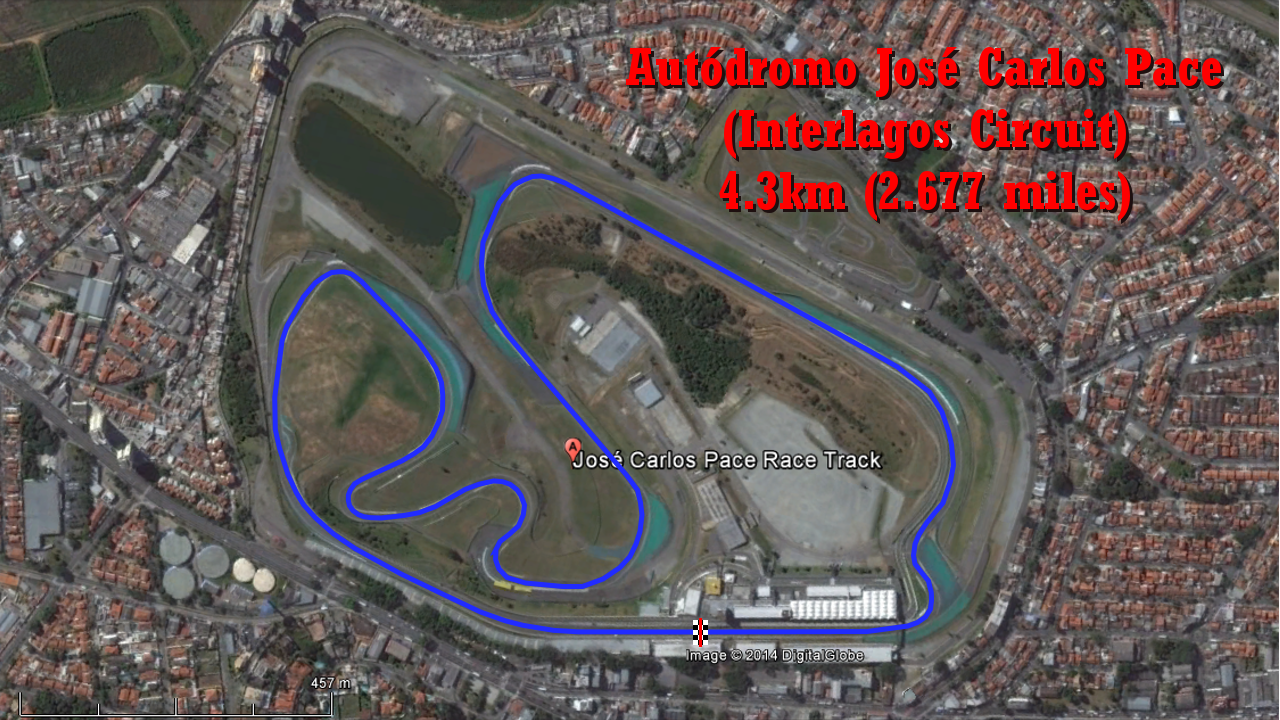 Autódromo José Carlos Pace
(Interlagos Circuit)
4.3km (2.677 miles)
A
José Carlos Pace Race Track
Image © 2014 DigitalGlobe
457 m